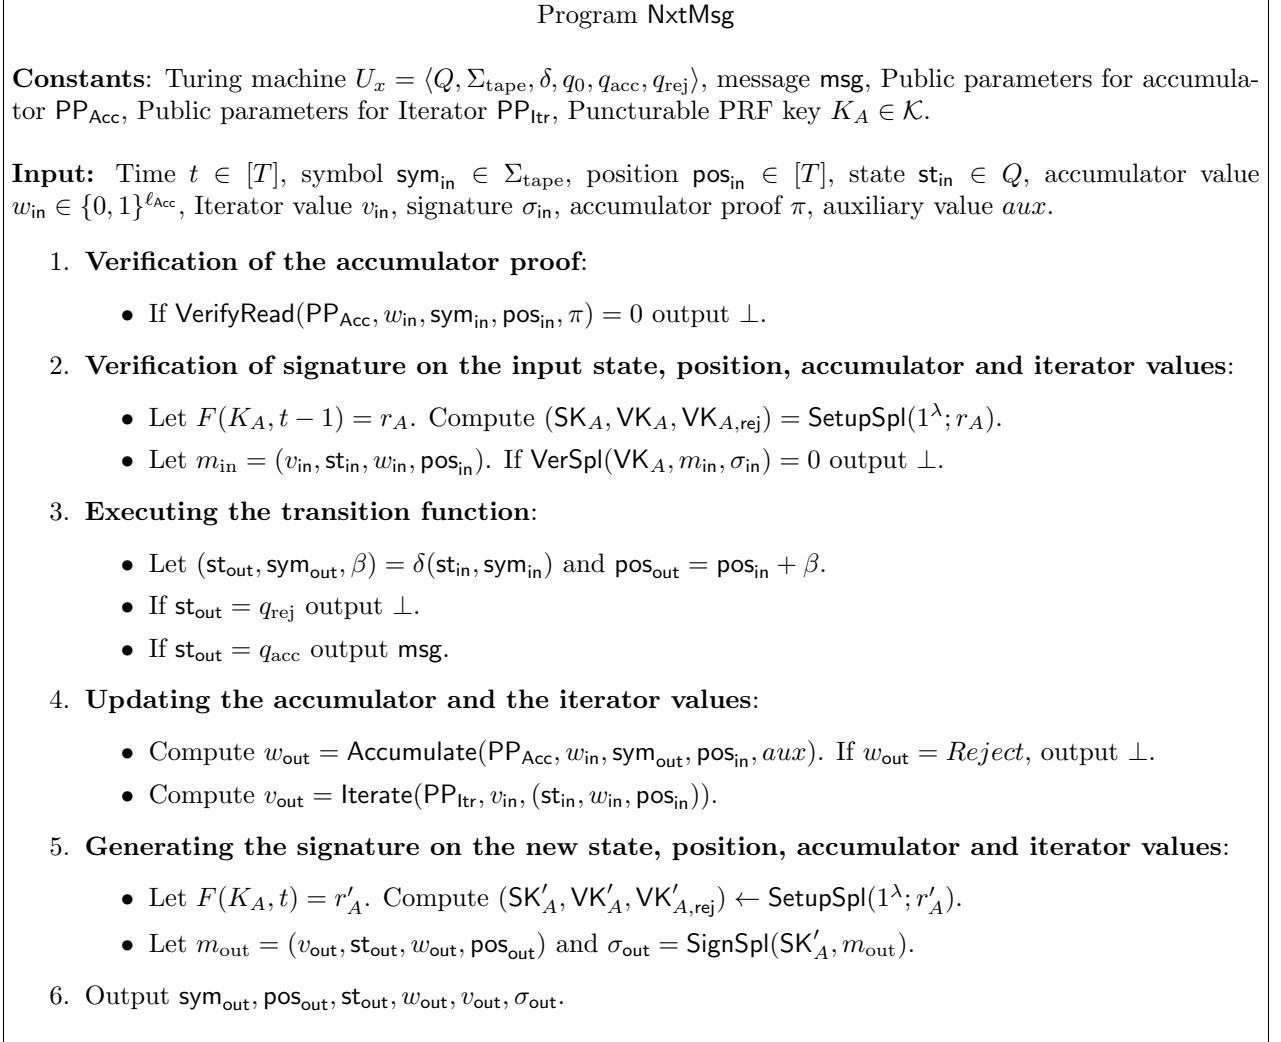 Program NxtMsg
Constants: Turing machine U_x = ⟨Q, Σ_tape, δ, q_0, q_acc, q_rej⟩, message msg, Public parameters for accumula-
tor PP_Acc, Public parameters for Iterator PP_Itr, Puncturable PRF key K_A ∈ 𝒦.
Input: Time t ∈ [T], symbol sym_in ∈ Σ_tape, position pos_in ∈ [T], state st_in ∈ Q, accumulator value
w_in ∈ {0, 1}^{ℓ_Acc}, Iterator value v_in, signature σ_in, accumulator proof π, auxiliary value aux.
1. Verification of the accumulator proof:
• If VerifyRead(PP_Acc, w_in, sym_in, pos_in, π) = 0 output ⊥.
2. Verification of signature on the input state, position, accumulator and iterator values:
• Let F(K_A, t − 1) = r_A. Compute (SK_A, VK_A, VK_{A,rej}) = SetupSpl(1^λ; r_A).
• Let m_in = (v_in, st_in, w_in, pos_in). If VerSpl(VK_A, m_in, σ_in) = 0 output ⊥.
3. Executing the transition function:
• Let (st_out, sym_out, β) = δ(st_in, sym_in) and pos_out = pos_in + β.
• If st_out = q_rej output ⊥.
• If st_out = q_acc output msg.
4. Updating the accumulator and the iterator values:
• Compute w_out = Accumulate(PP_Acc, w_in, sym_out, pos_in, aux). If w_out = Reject, output ⊥.
• Compute v_out = Iterate(PP_Itr, v_in, (st_in, w_in, pos_in)).
5. Generating the signature on the new state, position, accumulator and iterator values:
• Let F(K_A, t) = r′_A. Compute (SK′_A, VK′_A, VK′_{A,rej}) ← SetupSpl(1^λ; r′_A).
• Let m_out = (v_out, st_out, w_out, pos_out) and σ_out = SignSpl(SK′_A, m_out).
6. Output sym_out, pos_out, st_out, w_out, v_out, σ_out.